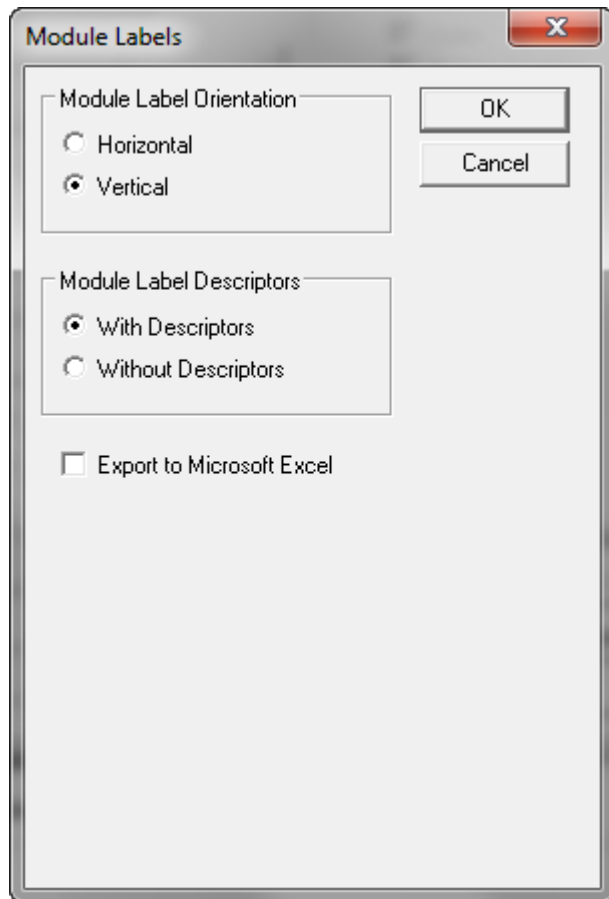 Module Labels
Module Label Orientation
Horizontal
Vertical
OK
Cancel
Module Label Descriptors
With Descriptors
Without Descriptors
Export to Microsoft Excel